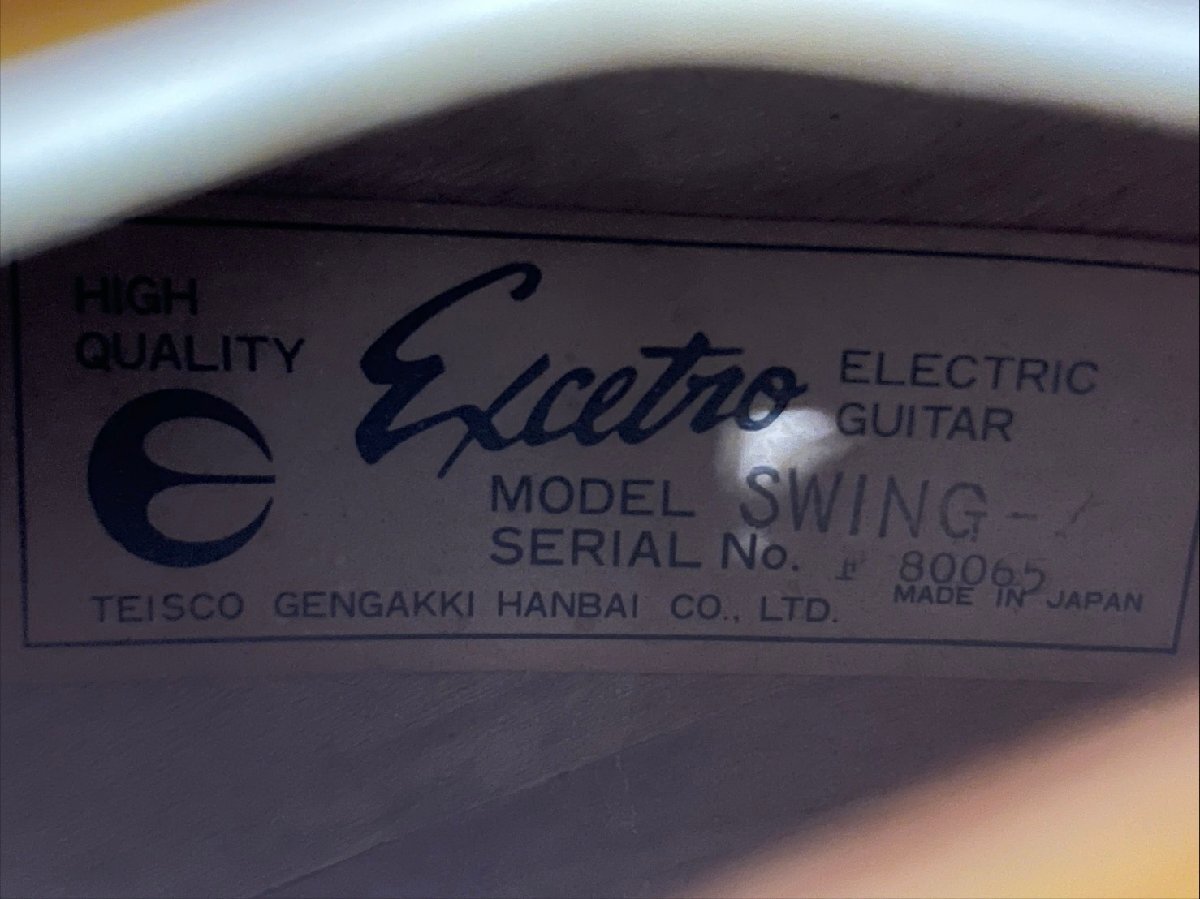 HIGH
QUALITY
Excetro
ELECTRIC
GUITAR
MODEL SWING -
SERIAL No. 80065
MADE IN JAPAN
TEISCO GENGAKKI HANBAI CO., LTD.